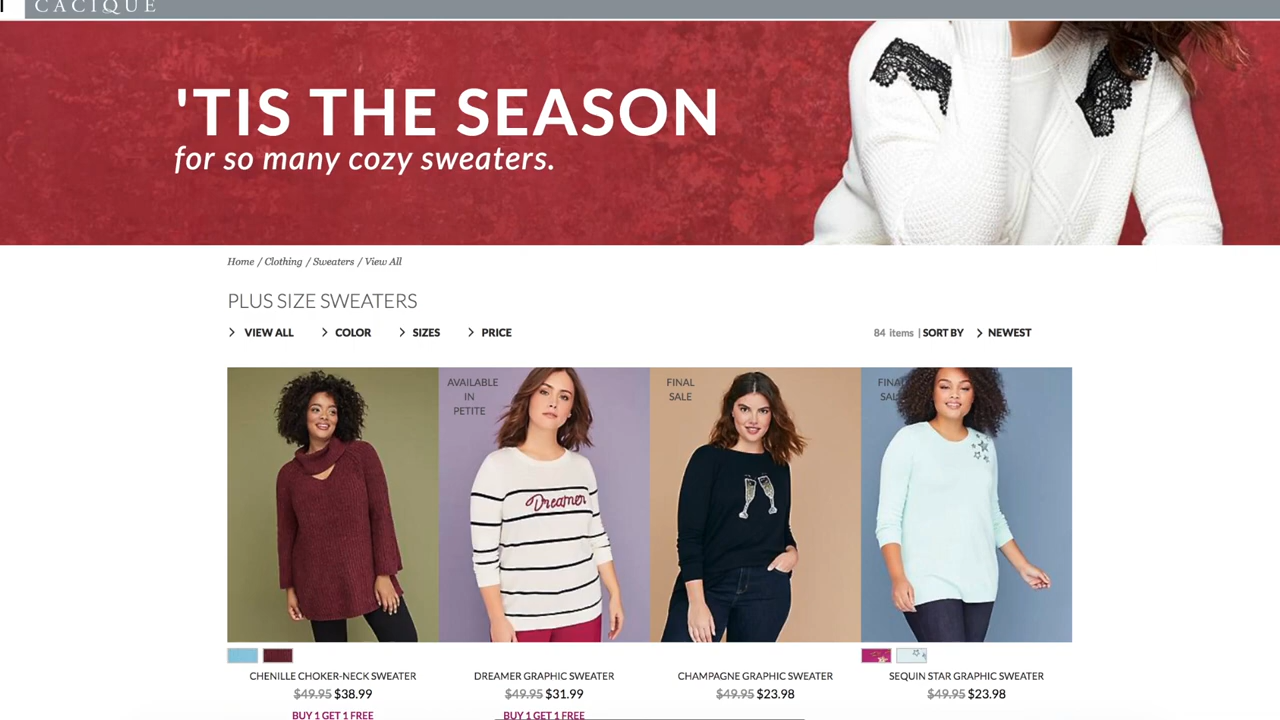 CACIQUE
'TIS THE SEASON
for so many cozy sweaters.
Home / Clothing / Sweaters / View All
PLUS SIZE SWEATERS
VIEW ALL COLOR SIZES PRICE
84 items | SORT BY NEWEST
AVAILABLE
IN
PETITE
FINAL
SALE
FINAL
SALE
Dreamer
CHENILLE CHOKER-NECK SWEATER
$49.95 $38.99
BUY 1 GET 1 FREE
DREAMER GRAPHIC SWEATER
$49.95 $31.99
BUY 1 GET 1 FREE
CHAMPAGNE GRAPHIC SWEATER
$49.95 $23.98
SEQUIN STAR GRAPHIC SWEATER
$49.95 $23.98